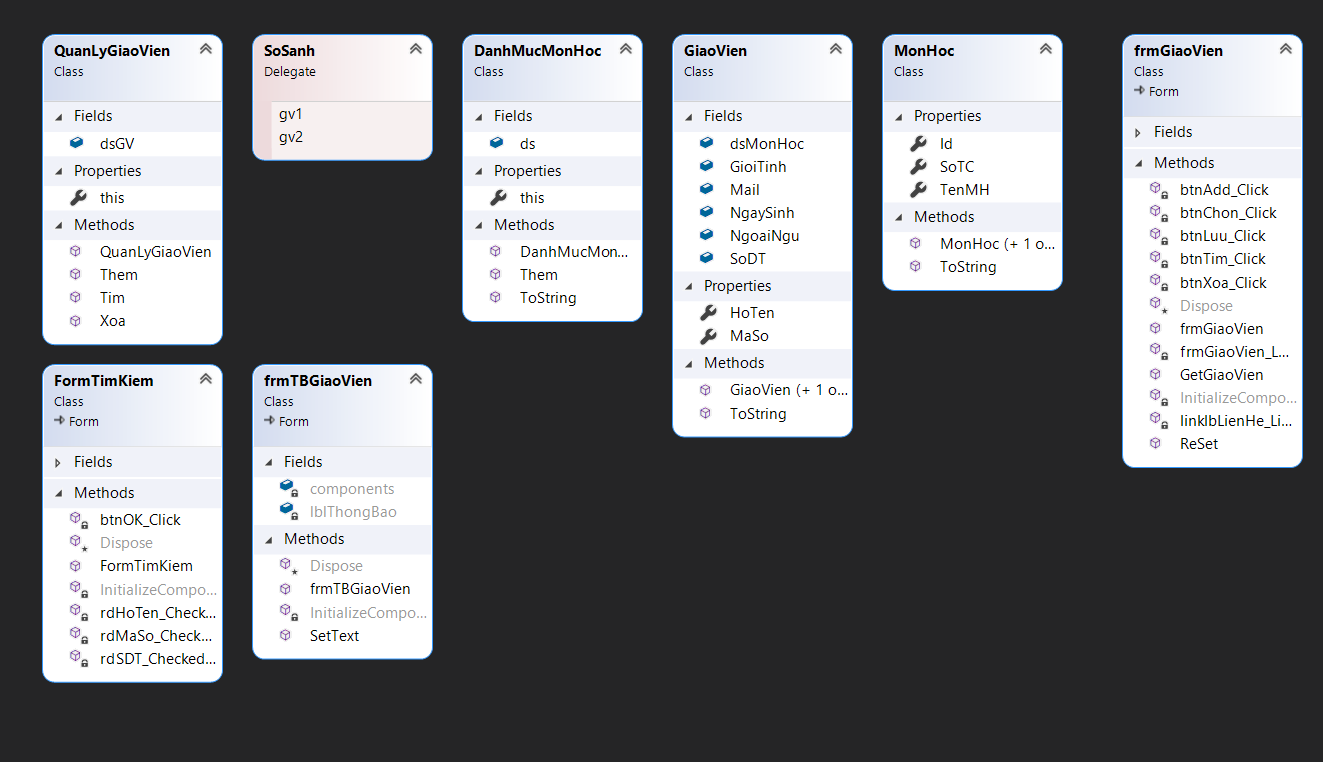 QuanLyGiaoVien
Class
Fields
dsGV
Properties
this
Methods
QuanLyGiaoVien
Them
Tim
Xoa
SoSanh
Delegate
gv1
gv2
DanhMucMonHoc
Class
Fields
ds
Properties
this
Methods
DanhMucMon...
Them
ToString
GiaoVien
Class
Fields
dsMonHoc
GioiTinh
Mail
NgaySinh
NgoaiNgu
SoDT
Properties
HoTen
MaSo
Methods
GiaoVien (+ 1 o...
ToString
MonHoc
Class
Properties
Id
SoTC
TenMH
Methods
MonHoc (+ 1 o...
ToString
frmGiaoVien
Class
Form
Fields
Methods
btnAdd_Click
btnChon_Click
btnLuu_Click
btnTim_Click
btnXoa_Click
Dispose
frmGiaoVien
frmGiaoVien_L...
GetGiaoVien
InitializeCompo...
linklbLienHe_Li...
ReSet
FormTimKiem
Class
Form
Fields
Methods
btnOK_Click
Dispose
FormTimKiem
InitializeCompo...
rdHoTen_Check...
rdMaSo_Check...
rdSDT_Checked...
frmTBGiaoVien
Class
Form
Fields
components
lblThongBao
Methods
Dispose
frmTBGiaoVien
InitializeCompo...
SetText